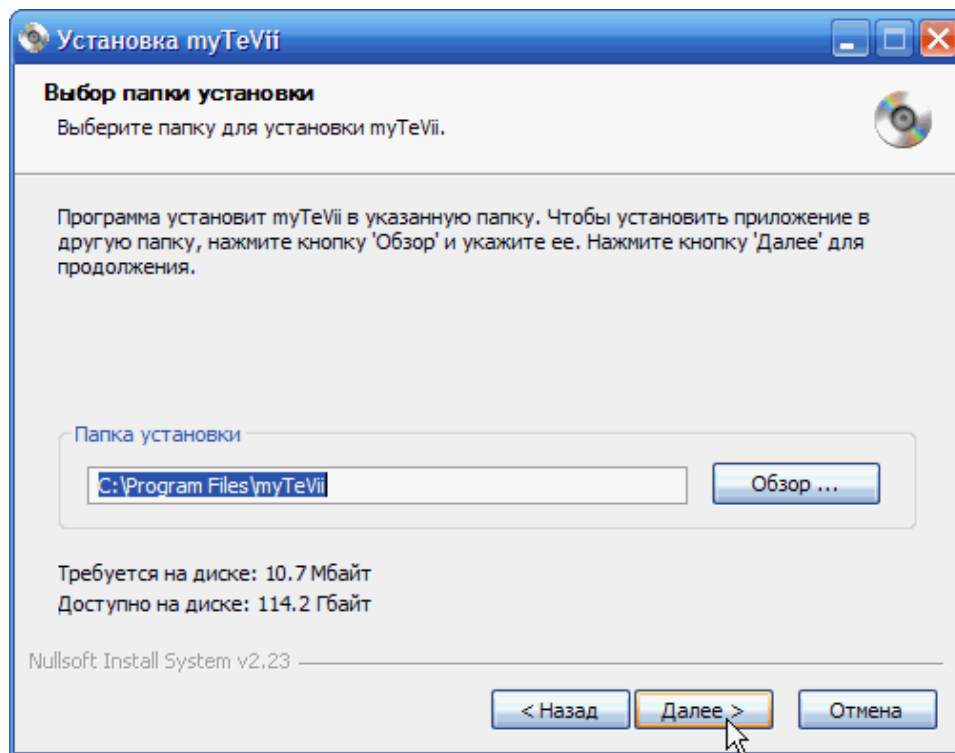 Установка myTeVii
Выбор папки установки
Выберите папку для установки myTeVii.
Программа установит myTeVii в указанную папку. Чтобы установить приложение в
другую папку, нажмите кнопку 'Обзор' и укажите ее. Нажмите кнопку 'Далее' для
продолжения.
Папка установки
C:\Program Files\myTeVii
Обзор ...
Требуется на диске: 10.7 Мбайт
Доступно на диске: 114.2 Гбайт
Nullsoft Install System v2.23
< Назад
Далее >
Отмена